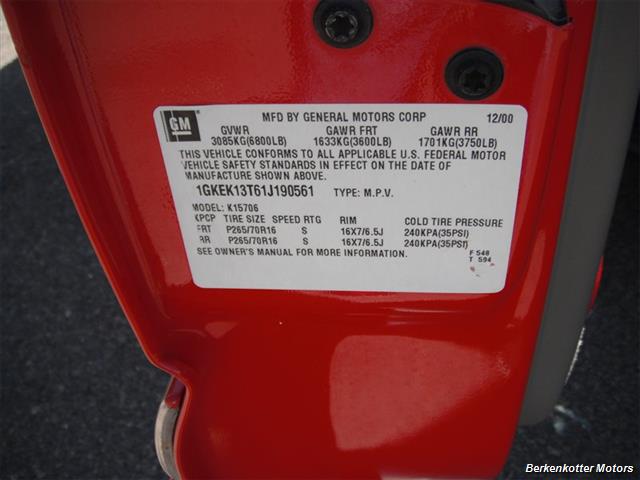 MFD BY GENERAL MOTORS CORP 12/00
GM
GVWR GAWR FRT GAWR RR
3085KG(6800LB) 1633KG(3600LB) 1701KG(3750LB)
THIS VEHICLE CONFORMS TO ALL APPLICABLE U.S. FEDERAL MOTOR
VEHICLE SAFETY STANDARDS IN EFFECT ON THE DATE OF
MANUFACTURE SHOWN ABOVE.
1GKEK13T61J190561 TYPE: M.P.V.
MODEL: K15706
TIRE SIZE SPEED RTG RIM COLD TIRE PRESSURE
FRT P265/70R16 S 16X7/6.5J 240KPA(35PSI)
RR P265/70R16 S 16X7/6.5J 240KPA(35PSI)
SEE OWNER'S MANUAL FOR MORE INFORMATION.
F 548
T 594
Berkenkotter Motors